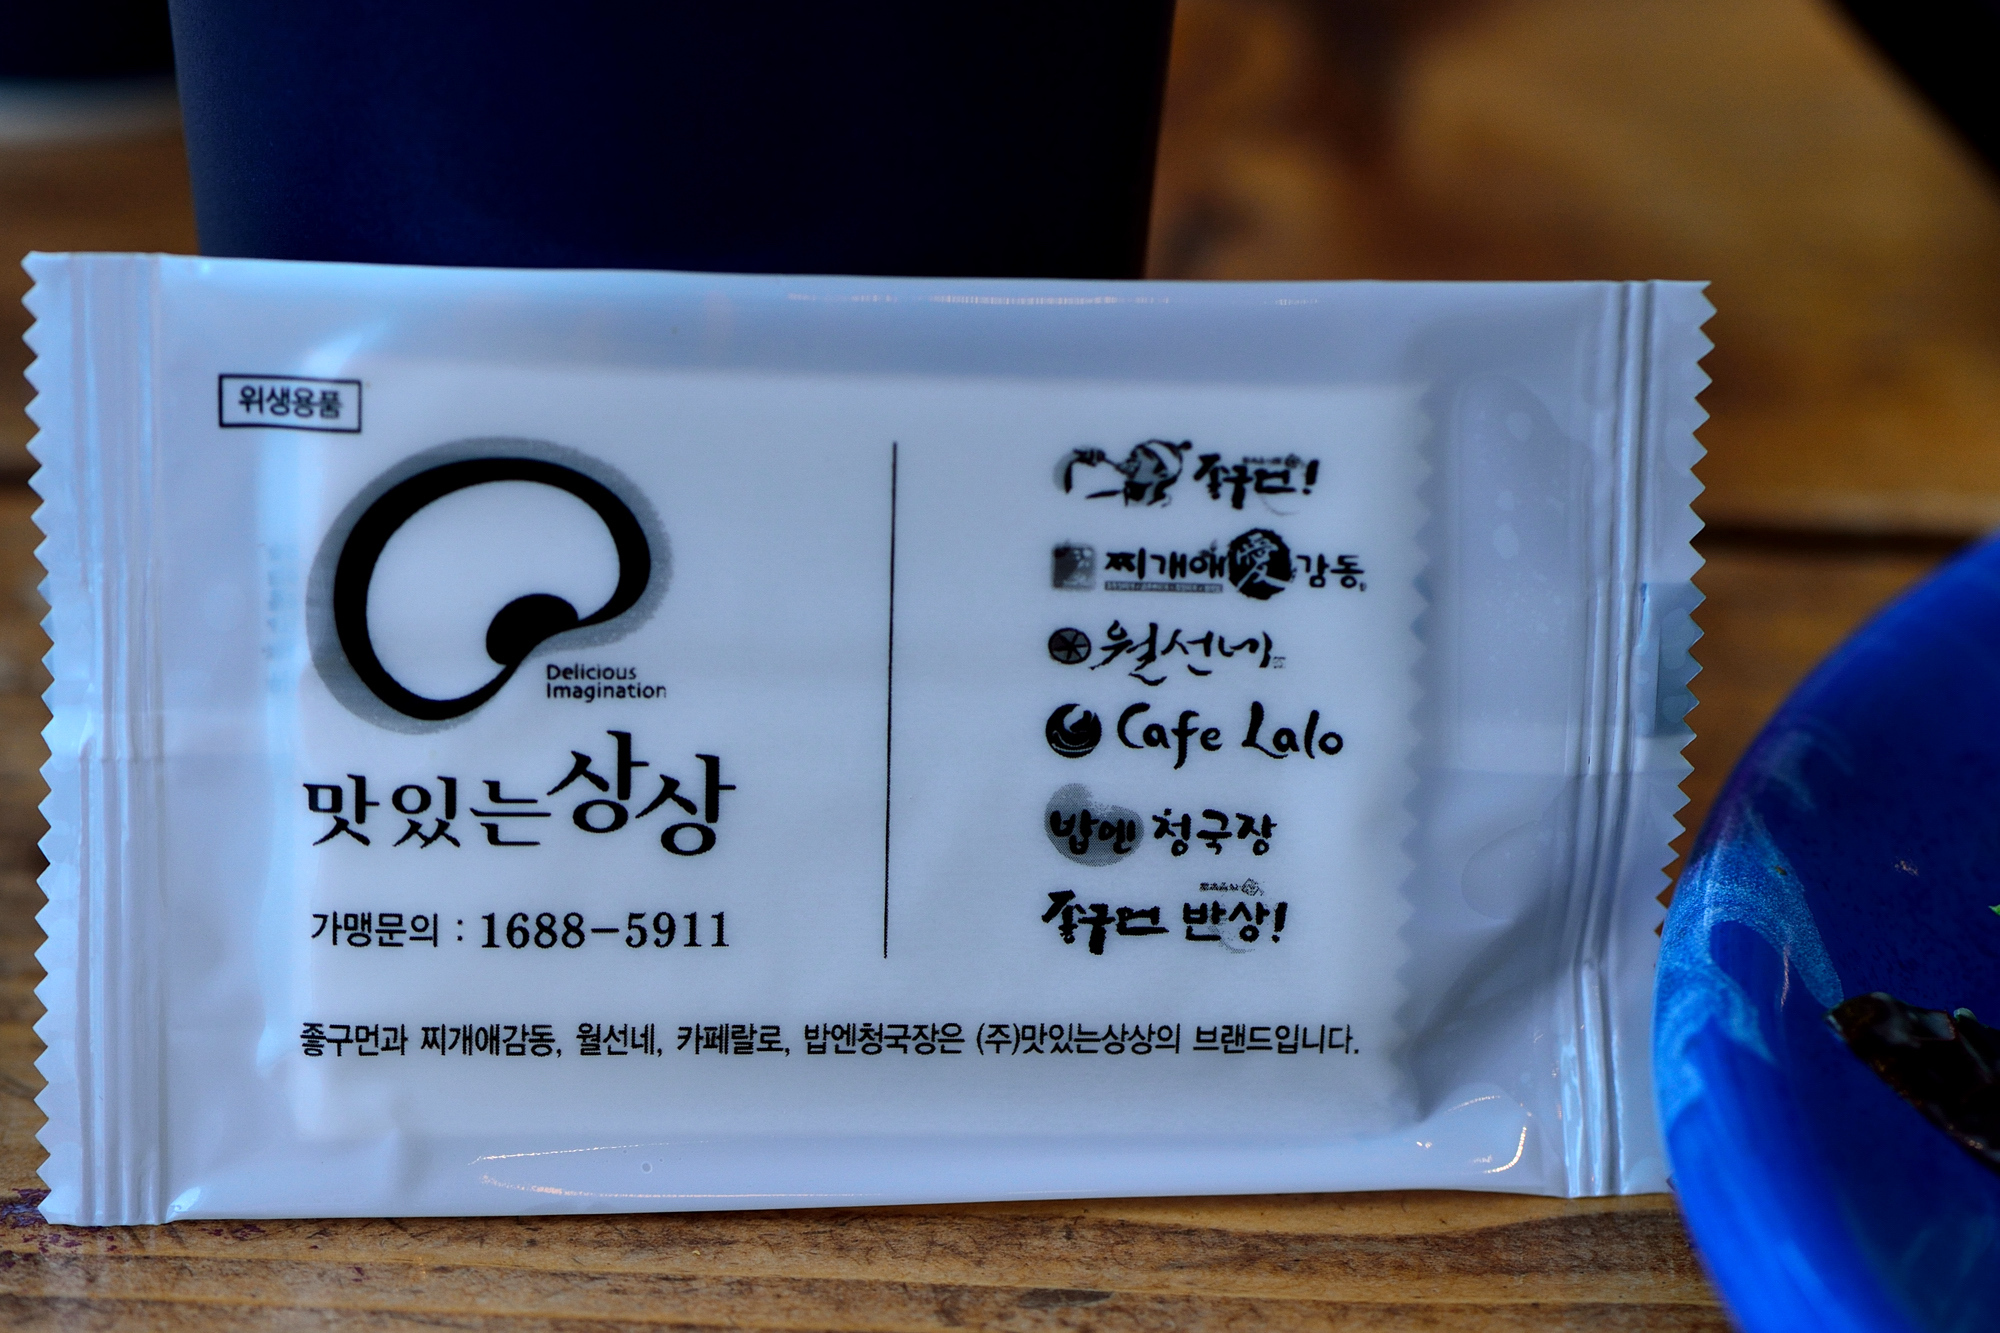 위생용품
Delicious
Imagination
맛있는상상
가맹문의 : 1688-5911
좋구먼!
찌개애愛감동
월선네
Cafe Lalo
밥엔 청국장
좋구먼 반상!
좋구먼과 찌개애감동, 월선네, 카페랄로, 밥엔청국장은 (주)맛있는상상의 브랜드입니다.